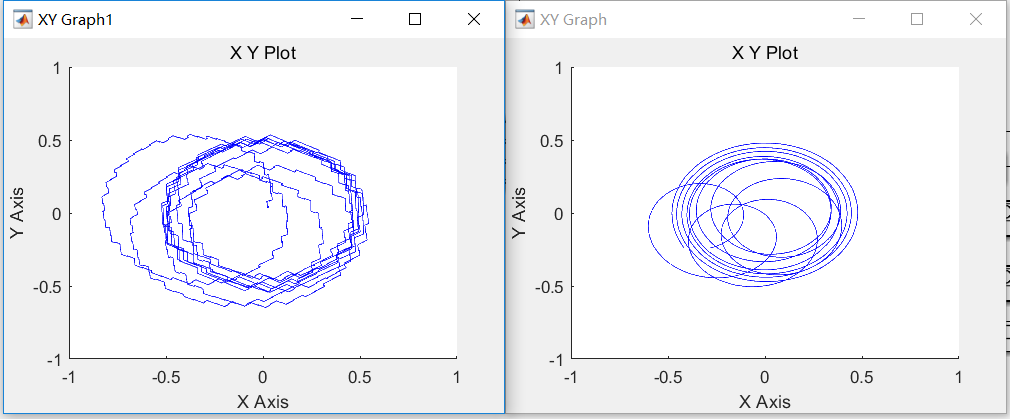 XY Graph1
X Y Plot
1
0.5
0
-0.5
-1
Y Axis
-1 -0.5 0 0.5 1
X Axis
XY Graph
X Y Plot
1
0.5
0
-0.5
-1
Y Axis
-1 -0.5 0 0.5 1
X Axis